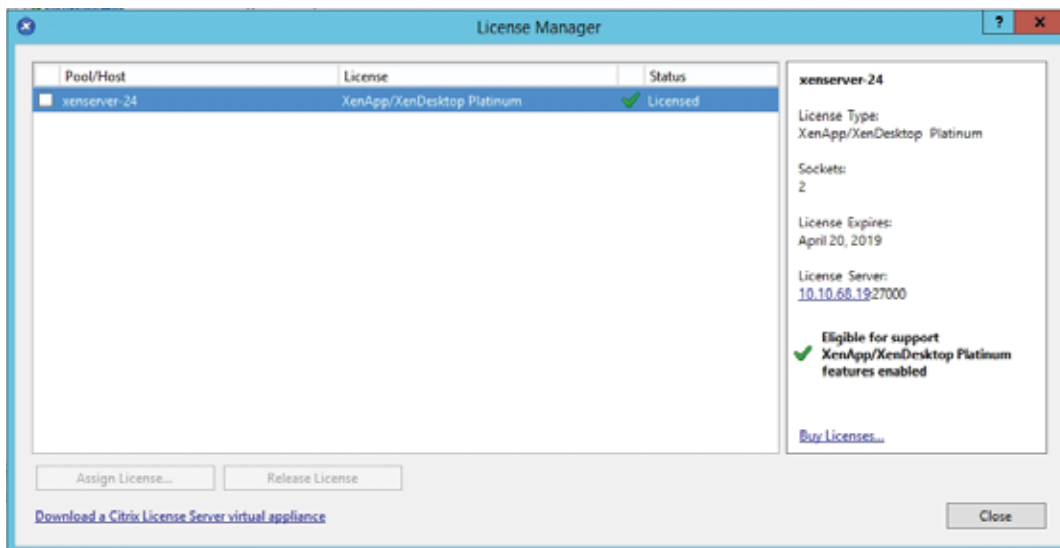 License Manager
?
x
Pool/Host License Status
xenserver-24 XenApp/XenDesktop Platinum Licensed
xenserver-24
License Type:
XenApp/XenDesktop Platinum
Sockets:
2
License Expires:
April 20, 2019
License Server:
10.10.68.19:27000
Eligible for support
XenApp/XenDesktop Platinum
features enabled
Buy Licenses...
Assign License... Release License
Download a Citrix License Server virtual appliance
Close